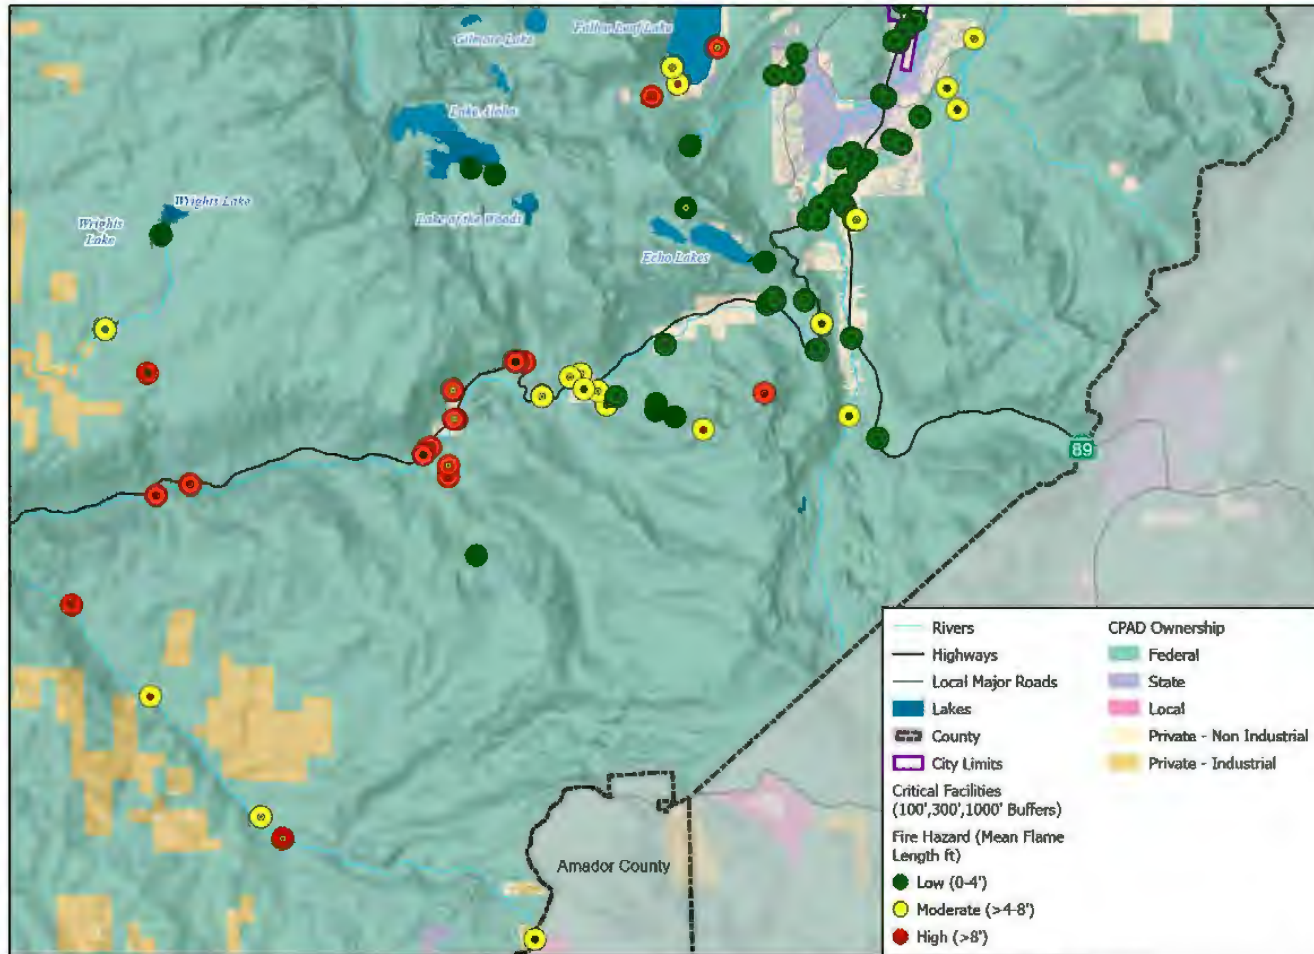 Gilmore Lake
Fallen Leaf Lake
Lake Aloha
Wrights Lake
Wrights
Lake
Lake of the Woods
Echo Lakes
89
Amador County
Rivers
Highways
Local Major Roads
Lakes
County
City Limits
Critical Facilities
(100',300',1000' Buffers)
Fire Hazard (Mean Flame
Length ft)
Low (0-4')
Moderate (>4-8')
High (>8')
CPAD Ownership
Federal
State
Local
Private - Non Industrial
Private - Industrial